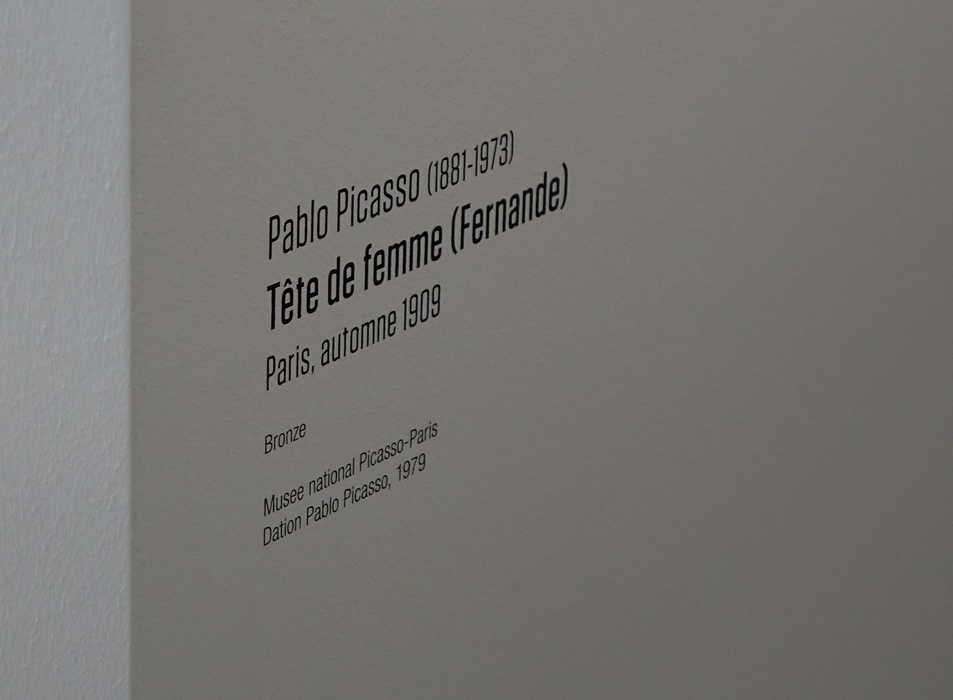 Pablo Picasso (1881-1973)
Tête de femme (Fernande)
Paris, automne 1909
Bronze
Musee national Picasso-Paris
Dation Pablo Picasso, 1979